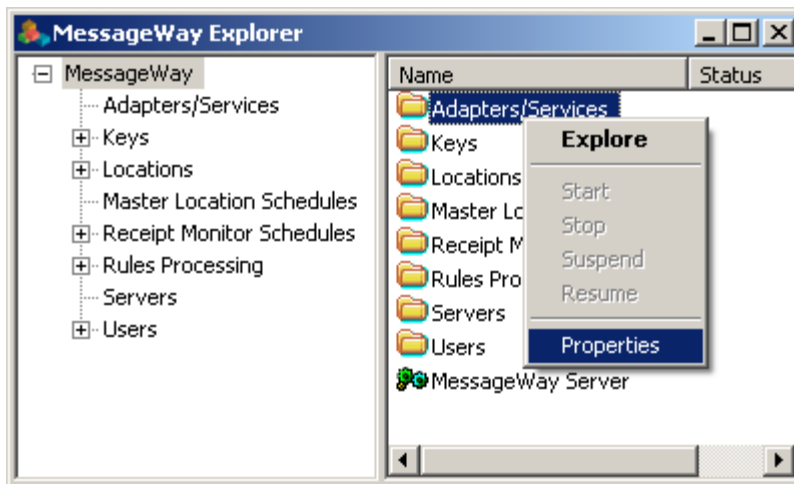 MessageWay Explorer
MessageWay
Adapters/Services
Keys
Locations
Master Location Schedules
Receipt Monitor Schedules
Rules Processing
Servers
Users
Name Status
Adapters/Services
Keys
Locations
Master Lo
Receipt M
Rules Pro
Servers
Users
MessageWay Server
Explore
Start
Stop
Suspend
Resume
Properties